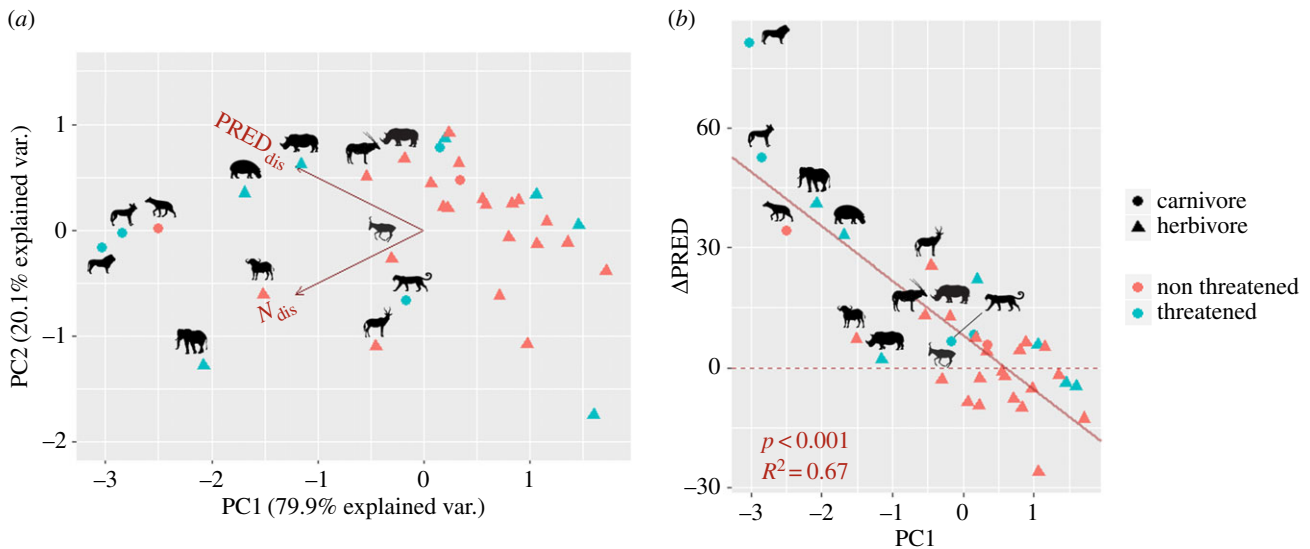 (a)
PC2 (20.1% explained var.)
1
0
−1
−2
PRED dis
N dis
−3 −2 −1 0 1
PC1 (79.9% explained var.)
(b)
ΔPRED
60
30
0
−30
p < 0.001
R² = 0.67
−3 −2 −1 0 1
PC1
carnivore
herbivore
non threatened
threatened